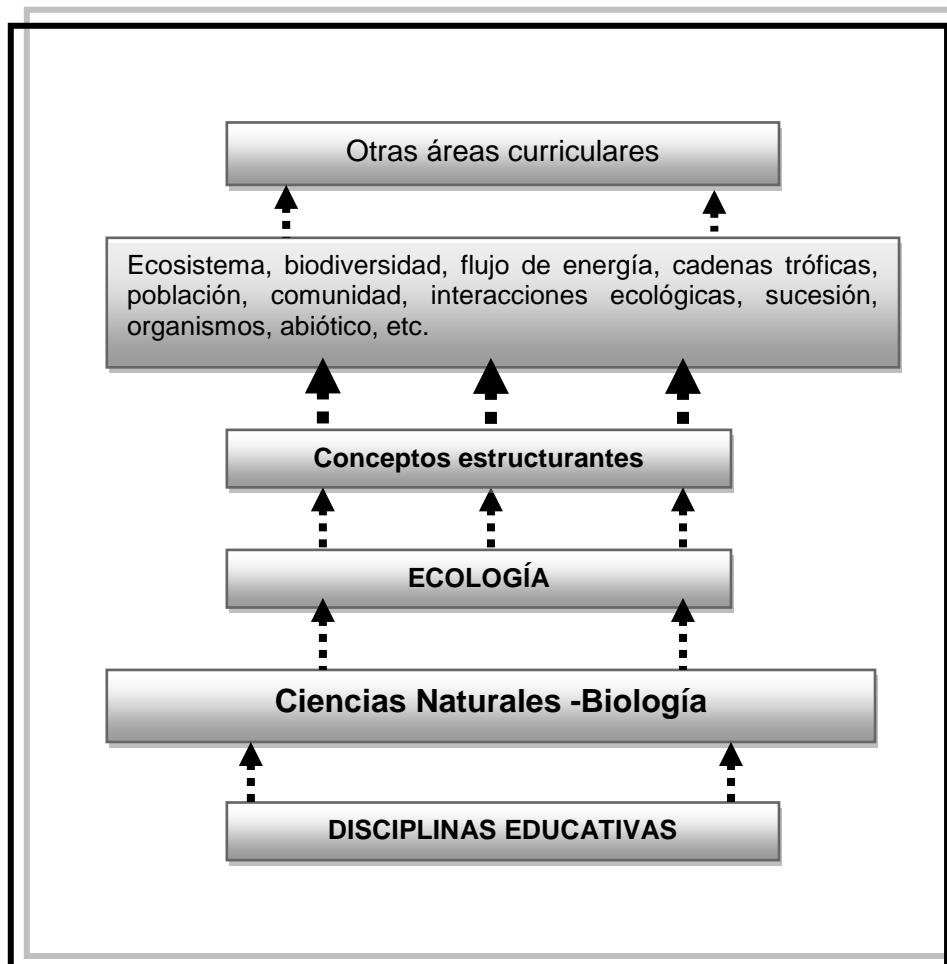 Otras áreas curriculares
Ecosistema, biodiversidad, flujo de energía, cadenas tróficas,
población, comunidad, interacciones ecológicas, sucesión,
organismos, abiótico, etc.
Conceptos estructurantes
ECOLOGÍA
Ciencias Naturales -Biología
DISCIPLINAS EDUCATIVAS